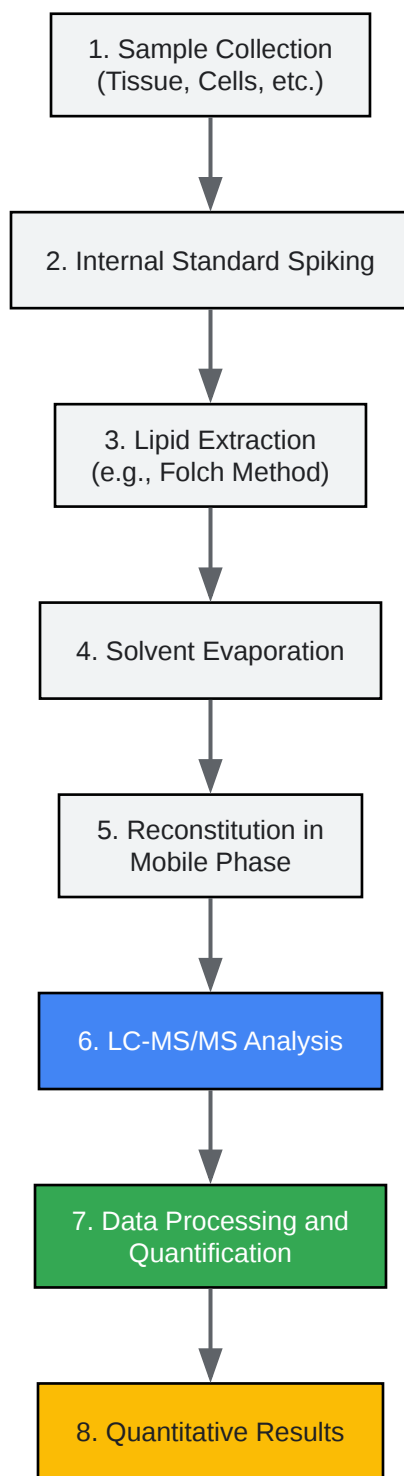 1. Sample Collection
(Tissue, Cells, etc.)
2. Internal Standard Spiking
3. Lipid Extraction
(e.g., Folch Method)
4. Solvent Evaporation
5. Reconstitution in
Mobile Phase
6. LC-MS/MS Analysis
7. Data Processing and
Quantification
8. Quantitative Results